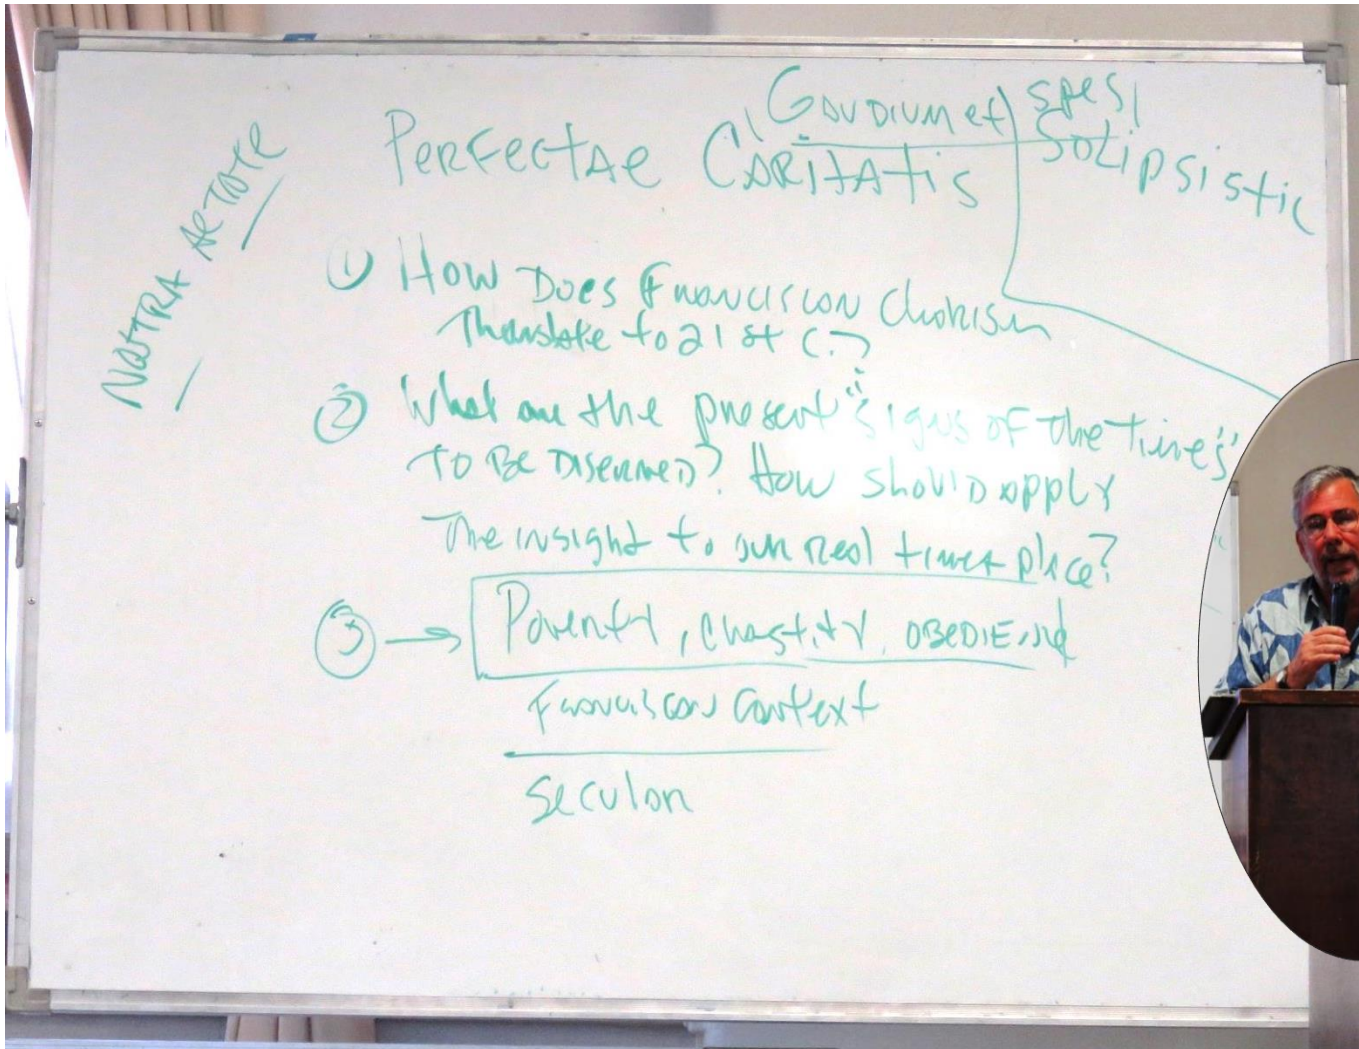 NOSTRA AETATE
Gaudium et spes,
Perfectae Caritatis
Solipsistic
① How Does Franciscan Charism
Translate to 21st C.?
② What are the present "signs of the times"
to be discerned? How should apply
The insight to our real time + place?
③ → Poverty, chastity, obedience
Franciscan context
Secular